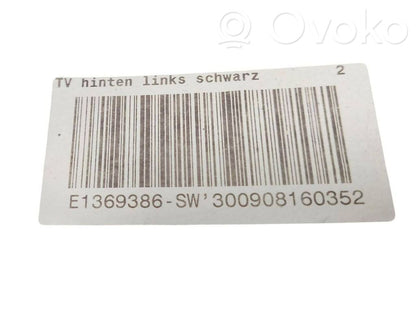 Ovoko
TV hinten links schwarz 2
E1369386-SW'300908160352